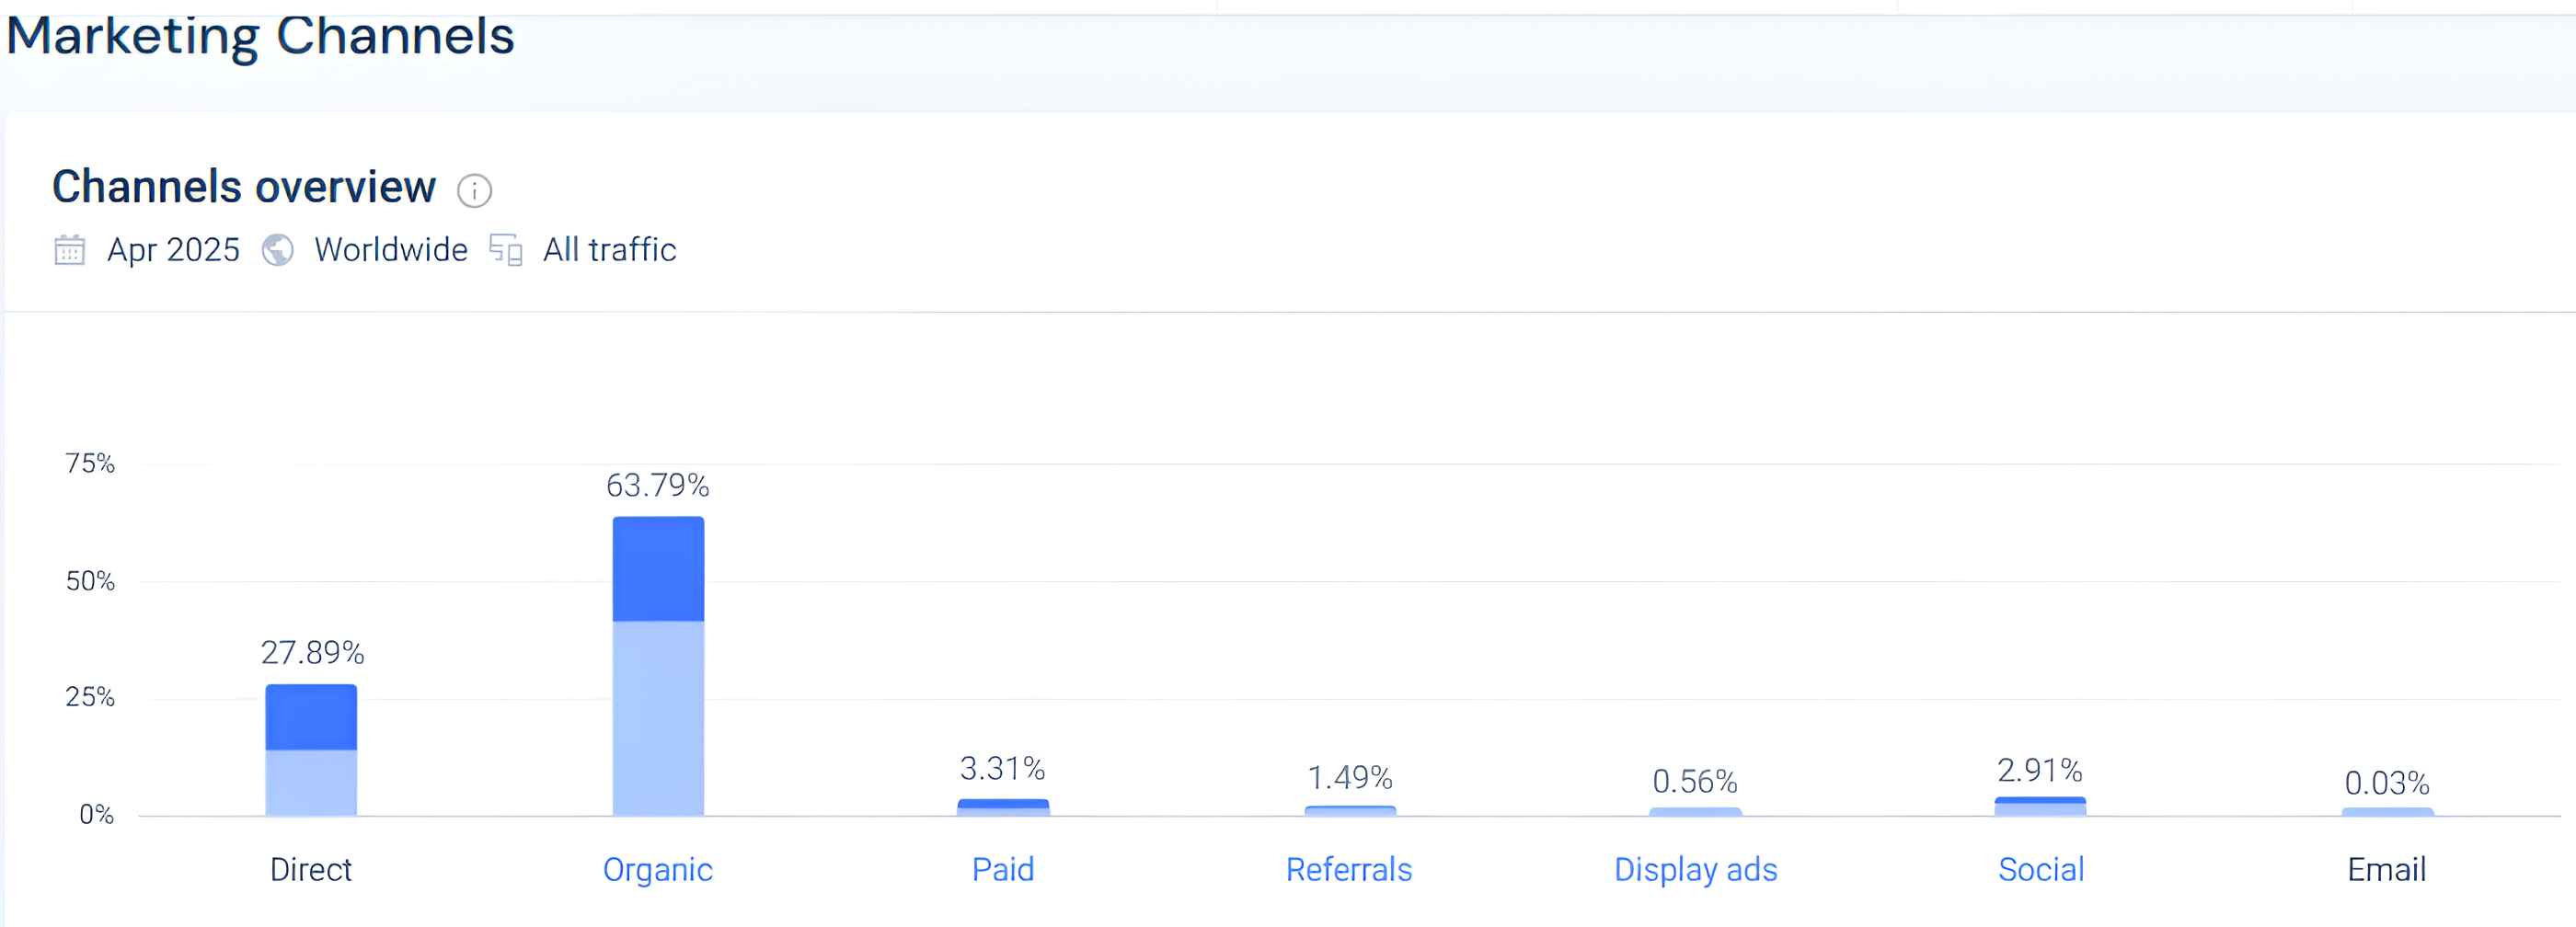 Marketing Channels
Channels overview
Apr 2025 Worldwide All traffic
75%
50%
25%
0%
27.89% 63.79% 3.31% 1.49% 0.56% 2.91% 0.03%
Direct Organic Paid Referrals Display ads Social Email